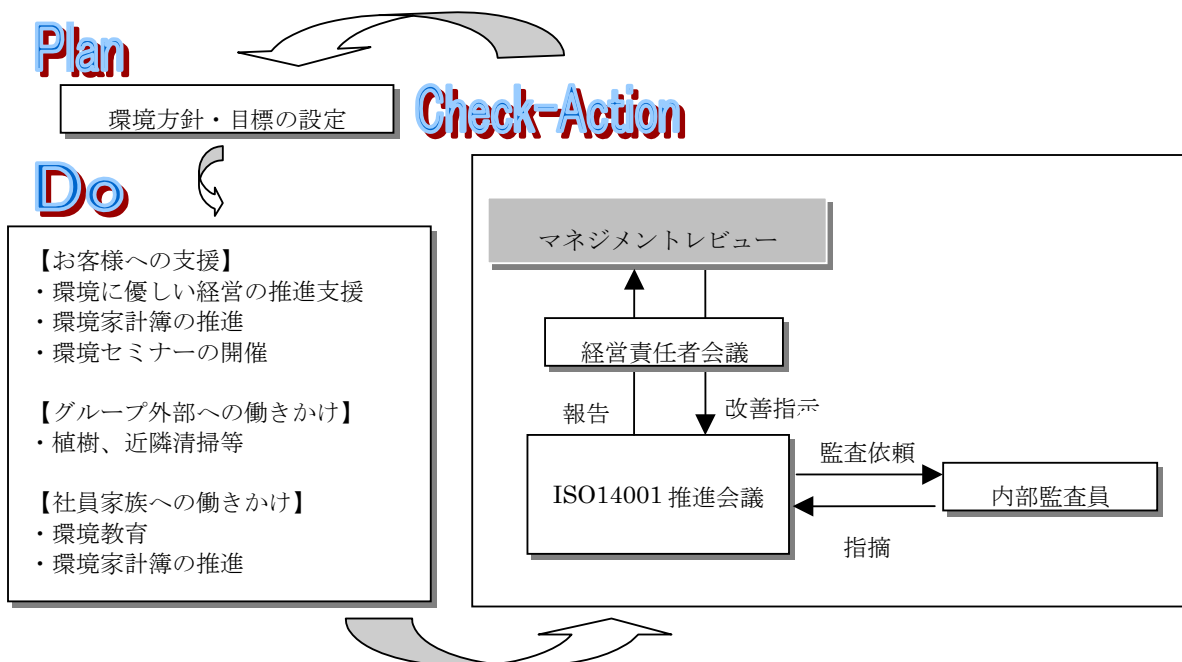 Plan
環境方針・目標の設定
Check-Action
Do
【お客様への支援】
・環境に優しい経営の推進支援
・環境家計簿の推進
・環境セミナーの開催
【グループ外部への働きかけ】
・植樹、近隣清掃等
【社員家族への働きかけ】
・環境教育
・環境家計簿の推進
マネジメントレビュー
経営責任者会議
報告
改善指示
ISO14001 推進会議
監査依頼
内部監査員
指摘